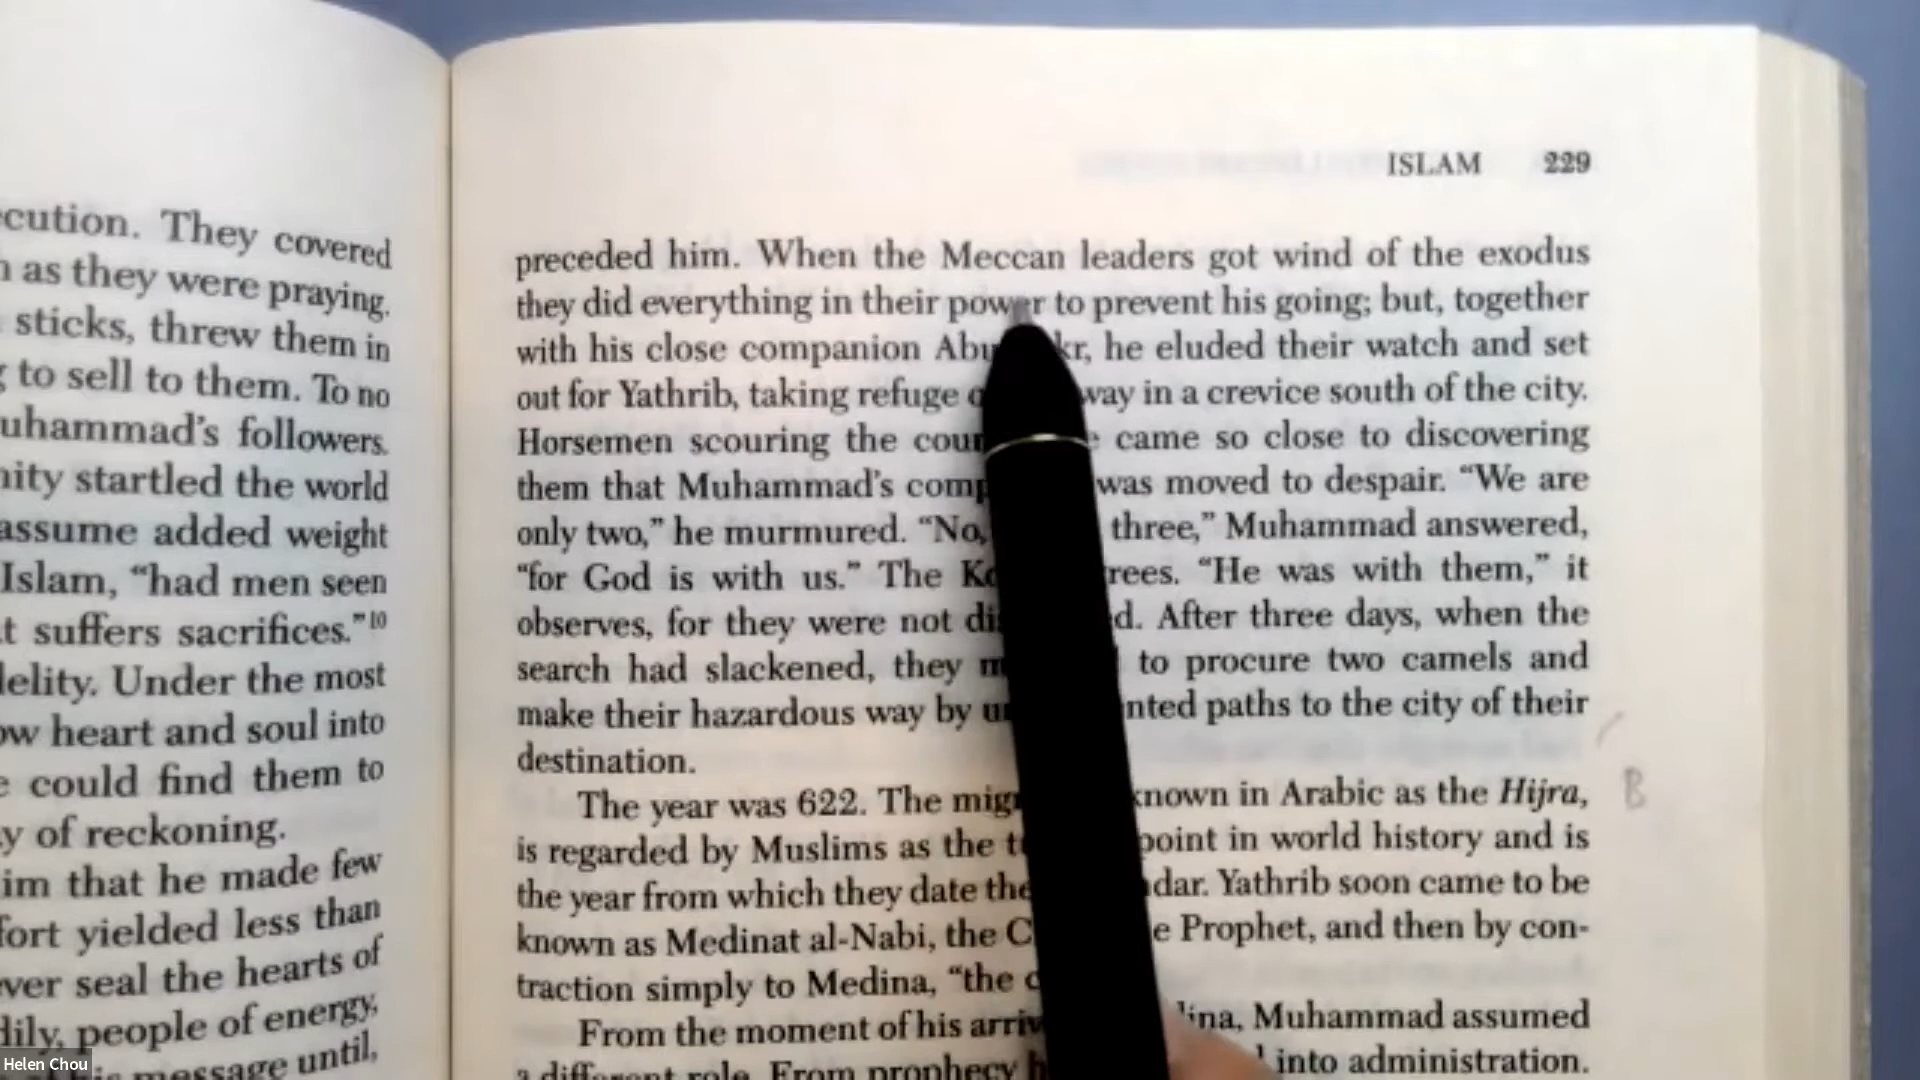 cution. They covered
as they were praying.
sticks, threw them in
to sell to them. To no
uhammad's followers.
nity startled the world
assume added weight
Islam, “had men seen
t suffers sacrifices.”10
delity. Under the most
ow heart and soul into
could find them to
y of reckoning.
im that he made few
fort yielded less than
ver seal the hearts of
dily, people of energy,
message until,
ISLAM 229
preceded him. When the Meccan leaders got wind of the exodus
they did everything in their power to prevent his going; but, together
with his close companion Abu kr, he eluded their watch and set
out for Yathrib, taking refuge way in a crevice south of the city.
Horsemen scouring the coun e came so close to discovering
them that Muhammad's comp was moved to despair. “We are
only two,” he murmured. “No, three,” Muhammad answered,
“for God is with us.” The Ko rees. “He was with them,” it
observes, for they were not di d. After three days, when the
search had slackened, they m to procure two camels and
make their hazardous way by un nted paths to the city of their
destination.
The year was 622. The mig known in Arabic as the Hijra,
is regarded by Muslims as the t point in world history and is
the year from which they date the dar. Yathrib soon came to be
known as Medinat al-Nabi, the C e Prophet, and then by con-
traction simply to Medina, “the c
From the moment of his arriv ina, Muhammad assumed
a different role. From prophecy h into administration.
B
Helen Chou